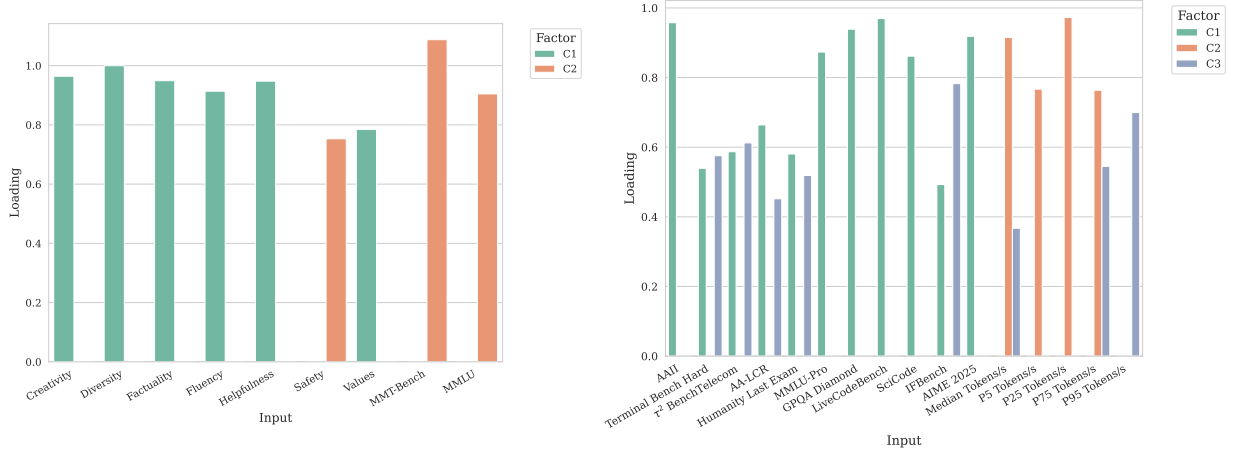 Loading
1.0
0.8
0.6
0.4
0.2
0.0
Creativity
Diversity
Factuality
Fluency
Helpfulness
Safety
Values
MMT-Bench
MMLU
Input
Factor
C1
C2
Loading
1.0
0.8
0.6
0.4
0.2
0.0
AAII
Terminal Bench Hard
τ² BenchTelecom
AA-LCR
Humanity Last Exam
MMLU-Pro
GPQA Diamond
LiveCodeBench
SciCode
IFBench
AIME 2025
Median Tokens/s
P5 Tokens/s
P25 Tokens/s
P75 Tokens/s
P95 Tokens/s
Input
Factor
C1
C2
C3